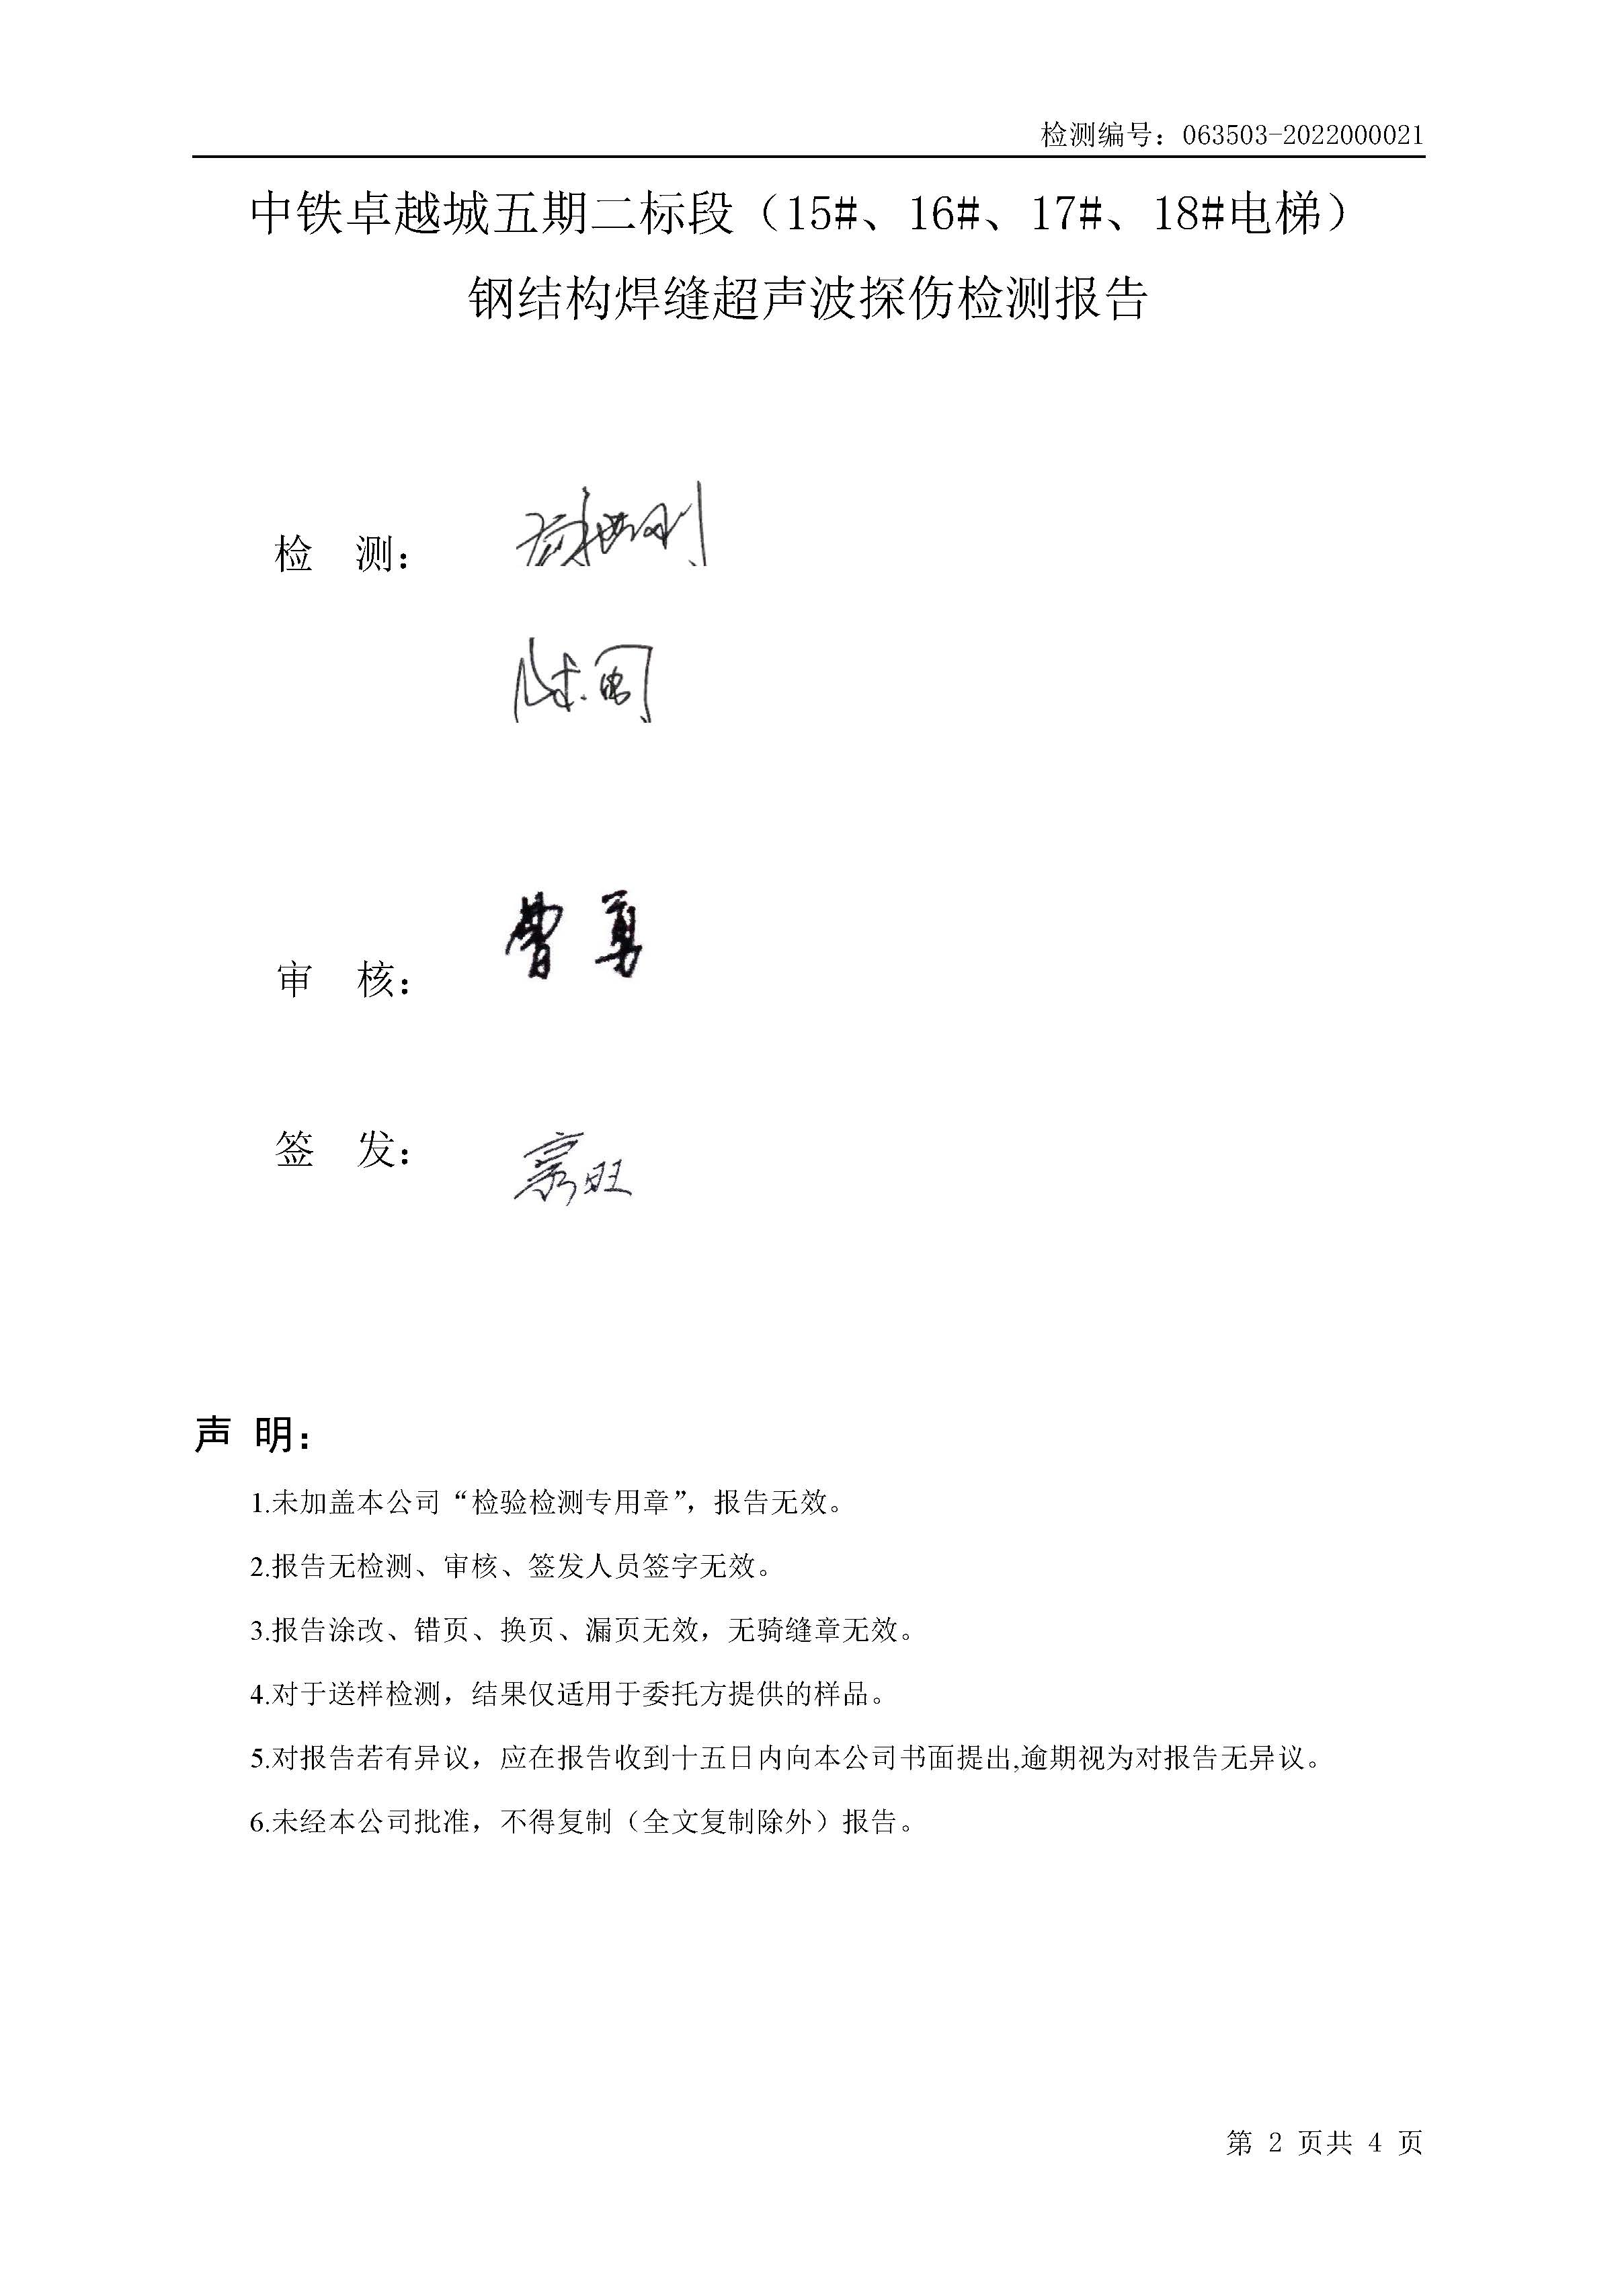 检测编号：063503-2022000021
中铁卓越城五期二标段（15#、16#、17#、18#电梯）
钢结构焊缝超声波探伤检测报告
检 测：
陈闽
审 核：
曹勇
签 发：
声 明：
1.未加盖本公司“检验检测专用章”，报告无效。
2.报告无检测、审核、签发人员签字无效。
3.报告涂改、错页、换页、漏页无效，无骑缝章无效。
4.对于送样检测，结果仅适用于委托方提供的样品。
5.对报告若有异议，应在报告收到十五日内向本公司书面提出,逾期视为对报告无异议。
6.未经本公司批准，不得复制（全文复制除外）报告。
第 2 页共 4 页